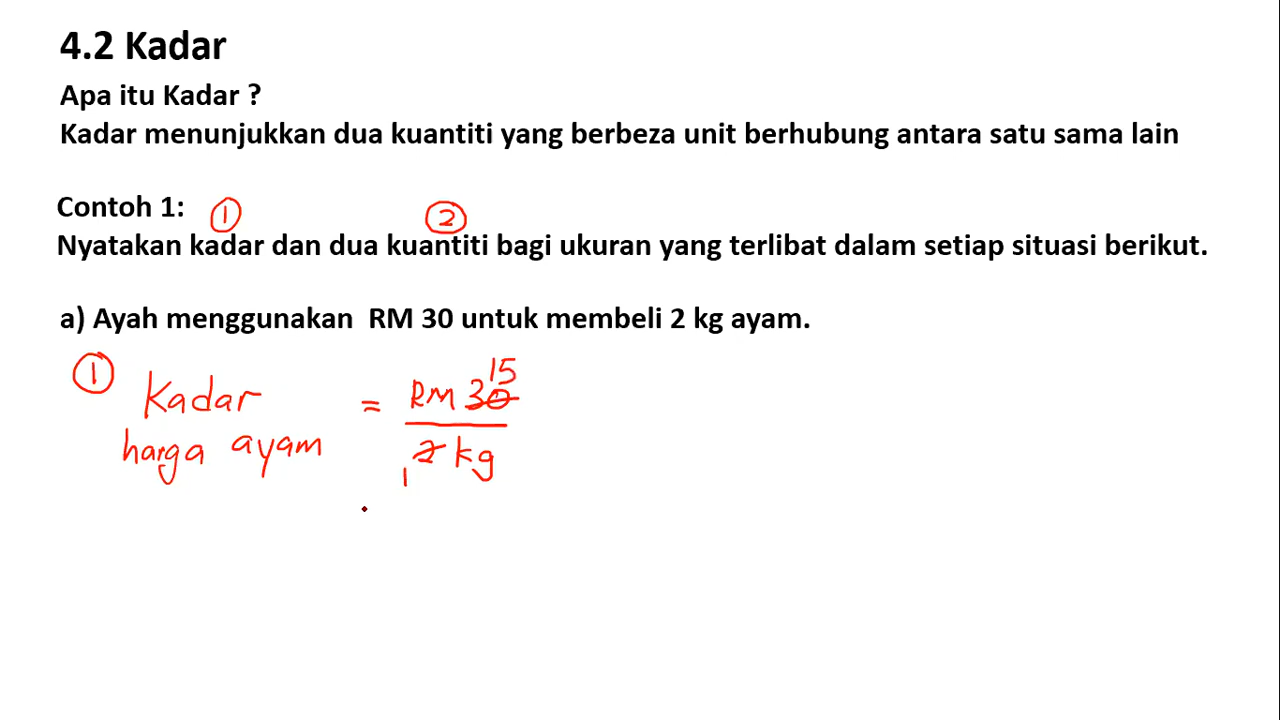 4.2 Kadar
Apa itu Kadar ?
Kadar menunjukkan dua kuantiti yang berbeza unit berhubung antara satu sama lain
Contoh 1:
1 2
Nyatakan kadar dan dua kuantiti bagi ukuran yang terlibat dalam setiap situasi berikut.
a) Ayah menggunakan RM 30 untuk membeli 2 kg ayam.
1
15
Kadar = RM 30
harga ayam 2 kg
1